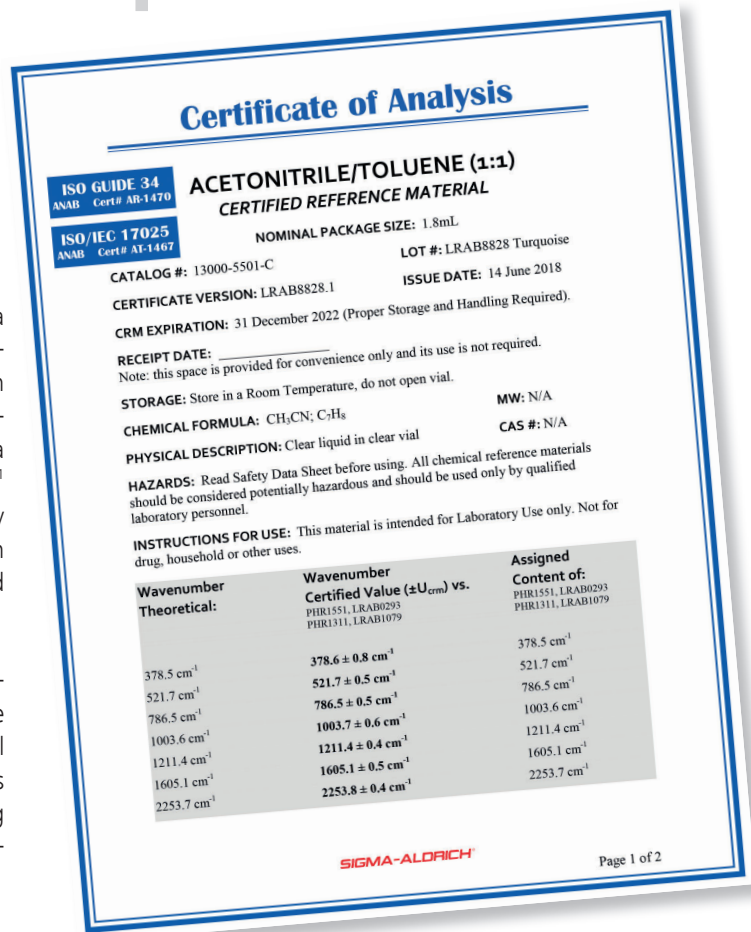 Certificate of Analysis
ISO GUIDE 34
ANAB Cert# AR-1470
ISO/IEC 17025
ANAB Cert# AT-1467
ACETONITRILE/TOLUENE (1:1)
CERTIFIED REFERENCE MATERIAL
NOMINAL PACKAGE SIZE: 1.8mL
CATALOG #: 13000-5501-C
LOT #: LRAB8828 Turquoise
CERTIFICATE VERSION: LRAB8828.1
ISSUE DATE: 14 June 2018
CRM EXPIRATION: 31 December 2022 (Proper Storage and Handling Required).
RECEIPT DATE: _______________
Note: this space is provided for convenience only and its use is not required.
STORAGE: Store in a Room Temperature, do not open vial.
CHEMICAL FORMULA: CH₃CN; C₇H₈
MW: N/A
PHYSICAL DESCRIPTION: Clear liquid in clear vial
CAS #: N/A
HAZARDS: Read Safety Data Sheet before using. All chemical reference materials
should be considered potentially hazardous and should be used only by qualified
laboratory personnel.
INSTRUCTIONS FOR USE: This material is intended for Laboratory Use only. Not for
drug, household or other uses.
Wavenumber
Theoretical:
Wavenumber
Certified Value (±Ucrm) vs.
PHR1551, LRAB0293
PHR1311, LRAB1079
Assigned
Content of:
PHR1551, LRAB0293
PHR1311, LRAB1079
378.5 cm⁻¹ 378.6 ± 0.8 cm⁻¹ 378.5 cm⁻¹
521.7 cm⁻¹ 521.7 ± 0.5 cm⁻¹ 521.7 cm⁻¹
786.5 cm⁻¹ 786.5 ± 0.5 cm⁻¹ 786.5 cm⁻¹
1003.6 cm⁻¹ 1003.7 ± 0.6 cm⁻¹ 1003.6 cm⁻¹
1211.4 cm⁻¹ 1211.4 ± 0.4 cm⁻¹ 1211.4 cm⁻¹
1605.1 cm⁻¹ 1605.1 ± 0.5 cm⁻¹ 1605.1 cm⁻¹
2253.7 cm⁻¹ 2253.8 ± 0.4 cm⁻¹ 2253.7 cm⁻¹
SIGMA-ALDRICH
Page 1 of 2